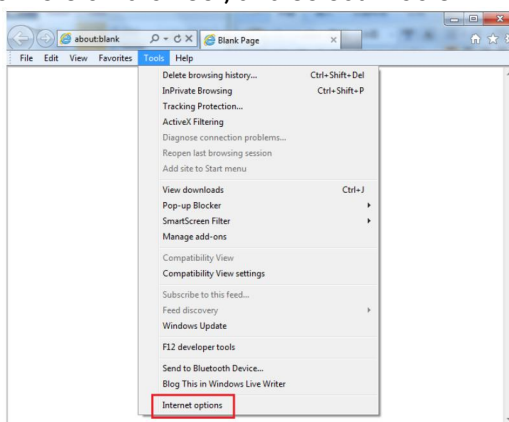 about:blank
Blank Page
File Edit View Favorites Tools Help
Delete browsing history... Ctrl+Shift+Del
InPrivate Browsing Ctrl+Shift+P
Tracking Protection...
ActiveX Filtering
Diagnose connection problems...
Reopen last browsing session
Add site to Start menu
View downloads Ctrl+J
Pop-up Blocker
SmartScreen Filter
Manage add-ons
Compatibility View
Compatibility View settings
Subscribe to this feed...
Feed discovery
Windows Update
F12 developer tools
Send to Bluetooth Device...
Blog This in Windows Live Writer
Internet options